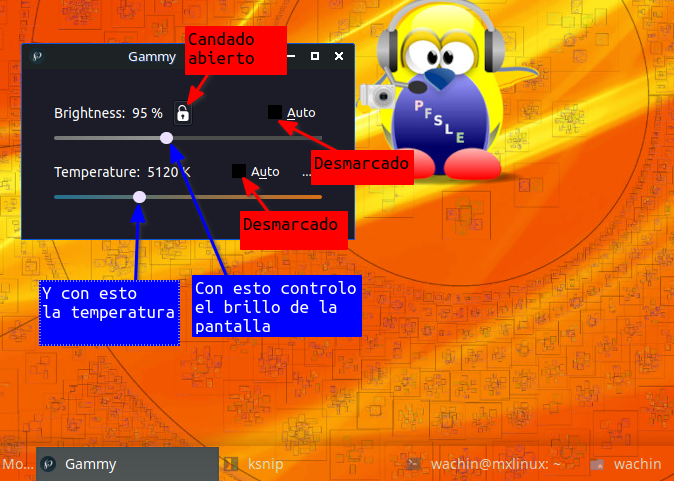 Candado
abierto
Gammy
Brightness: 95 %
Auto
Desmarcado
Temperature: 5120 K
Auto
...
Desmarcado
PFSLE
Y con esto
la temperatura
Con esto controlo
el brillo de la
pantalla
Mo...
Gammy
ksnip
wachin@mxlinux: ~
wachin